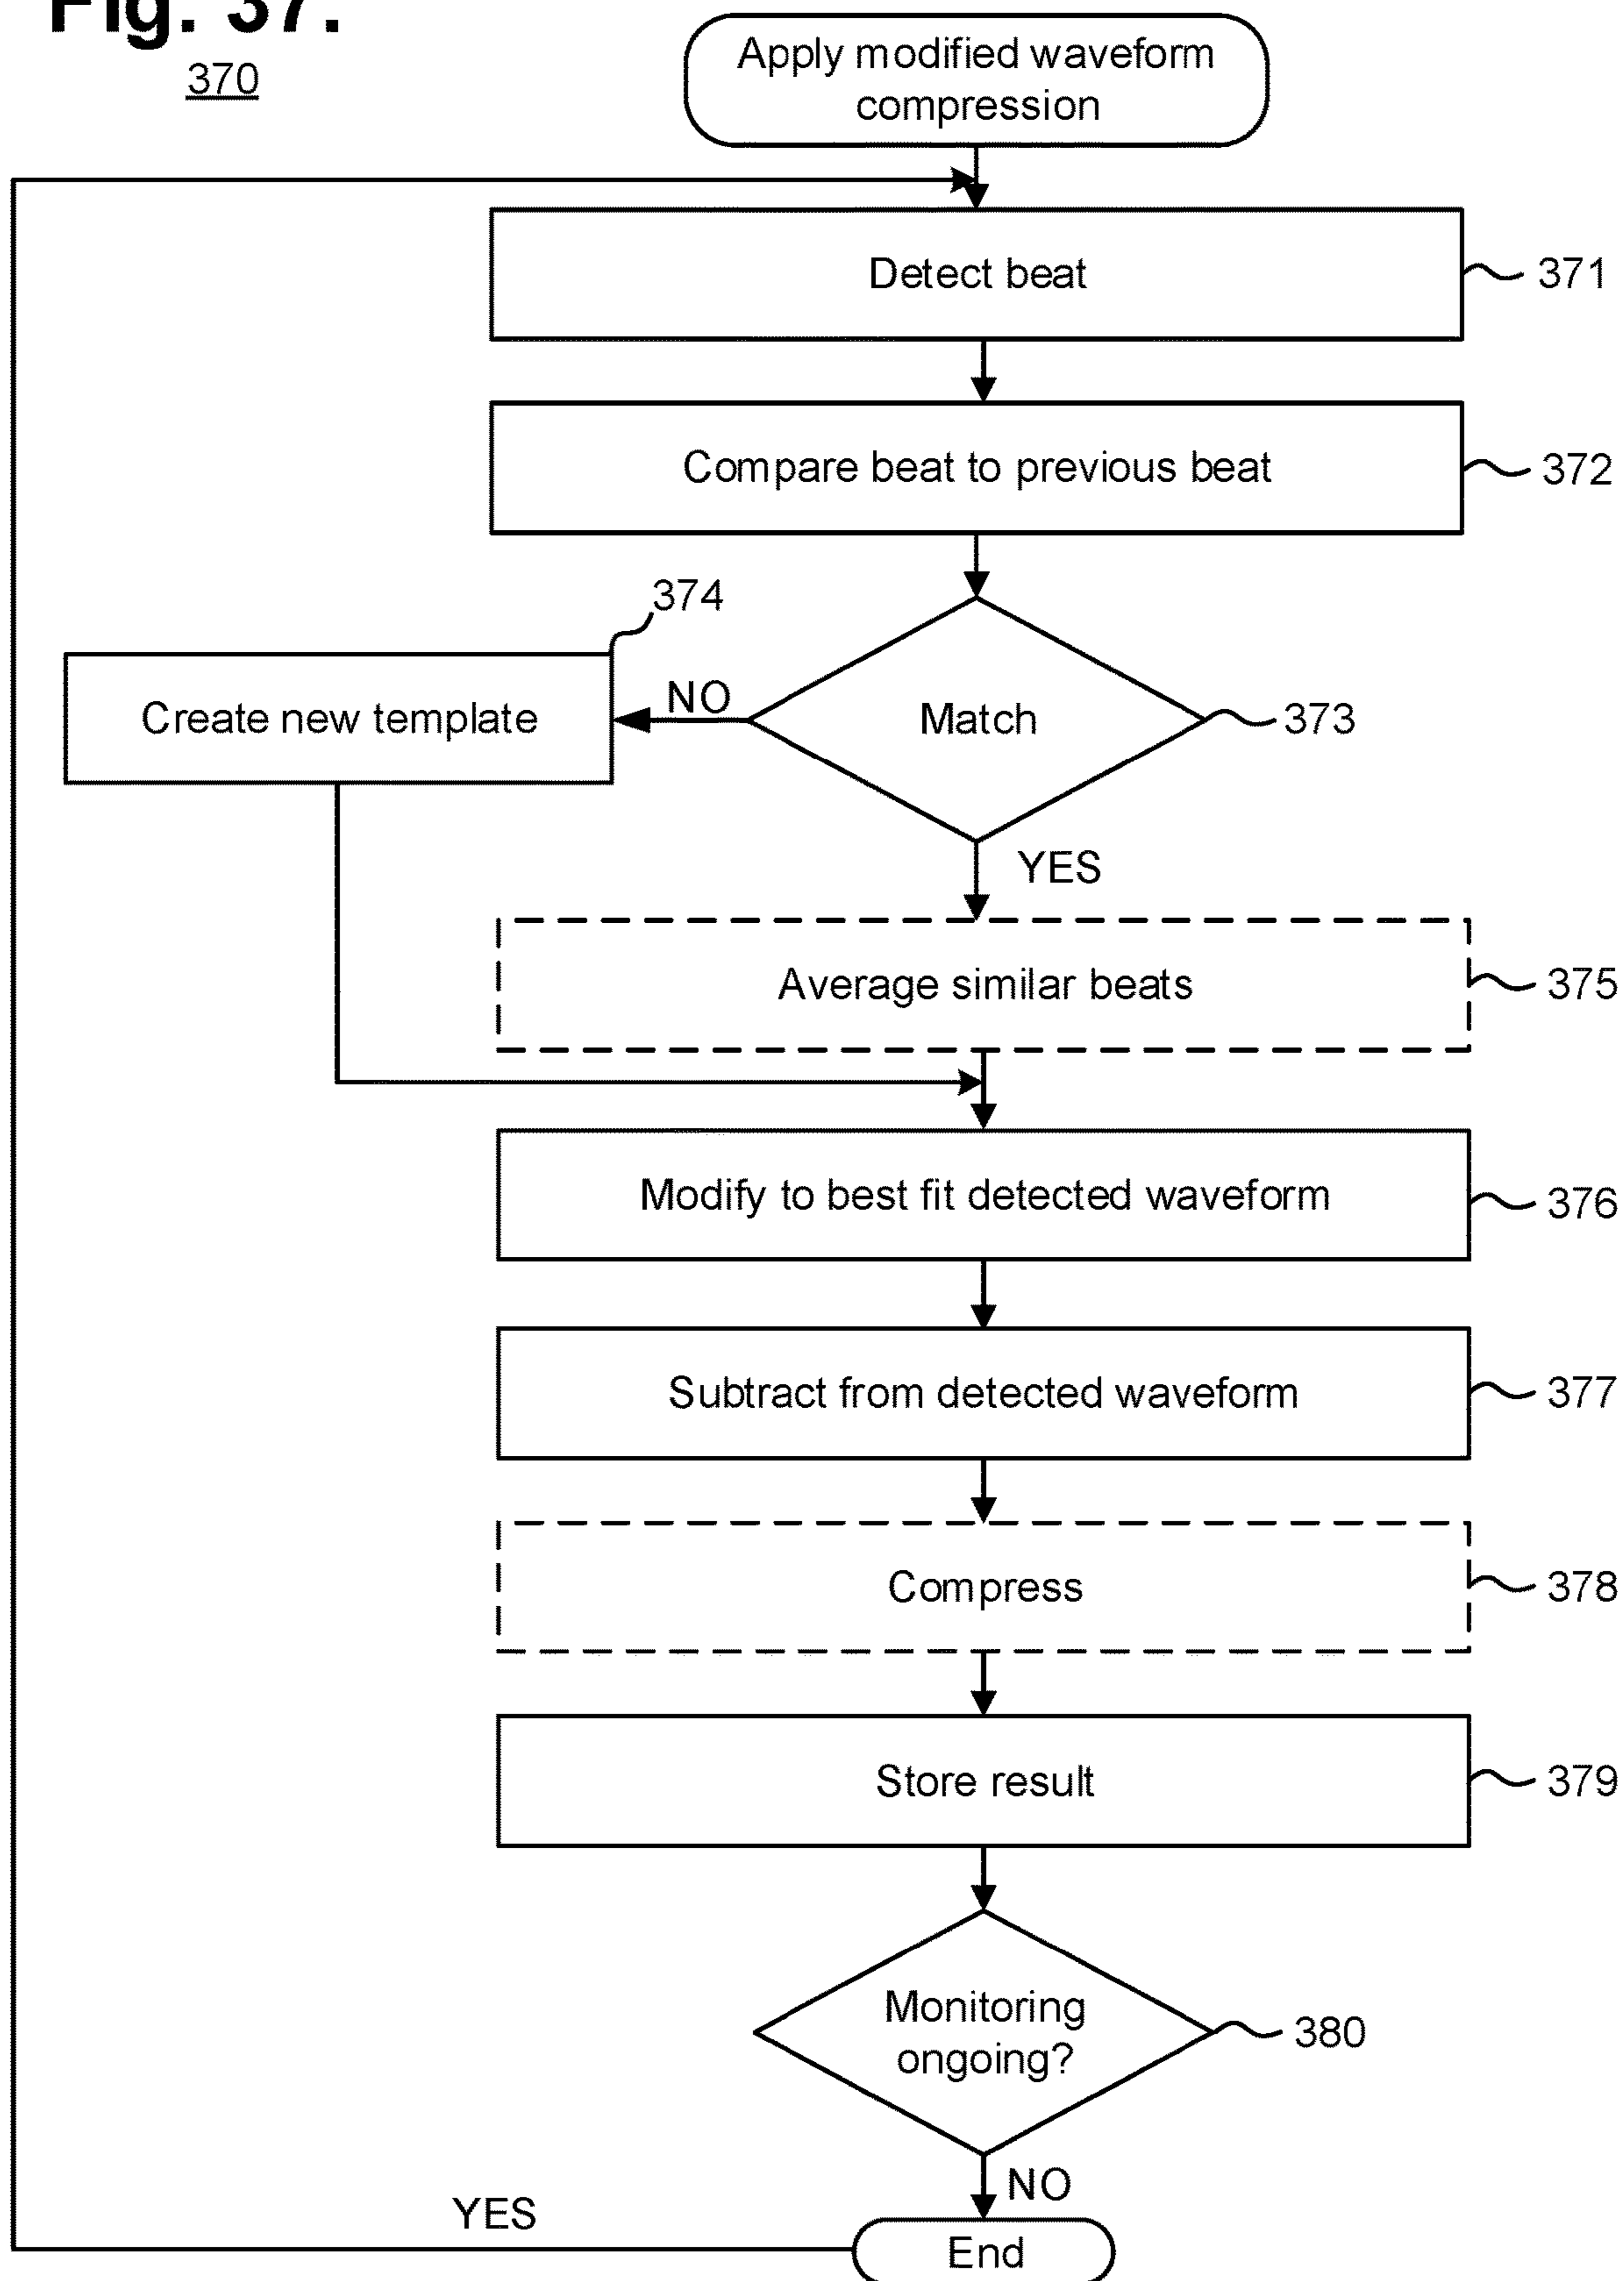 Fig. 37.
370
Apply modified waveform
compression
Detect beat
371
Compare beat to previous beat
372
374
Create new template
NO
Match
373
YES
Average similar beats
375
Modify to best fit detected waveform
376
Subtract from detected waveform
377
Compress
378
Store result
379
Monitoring
ongoing?
380
NO
YES
End